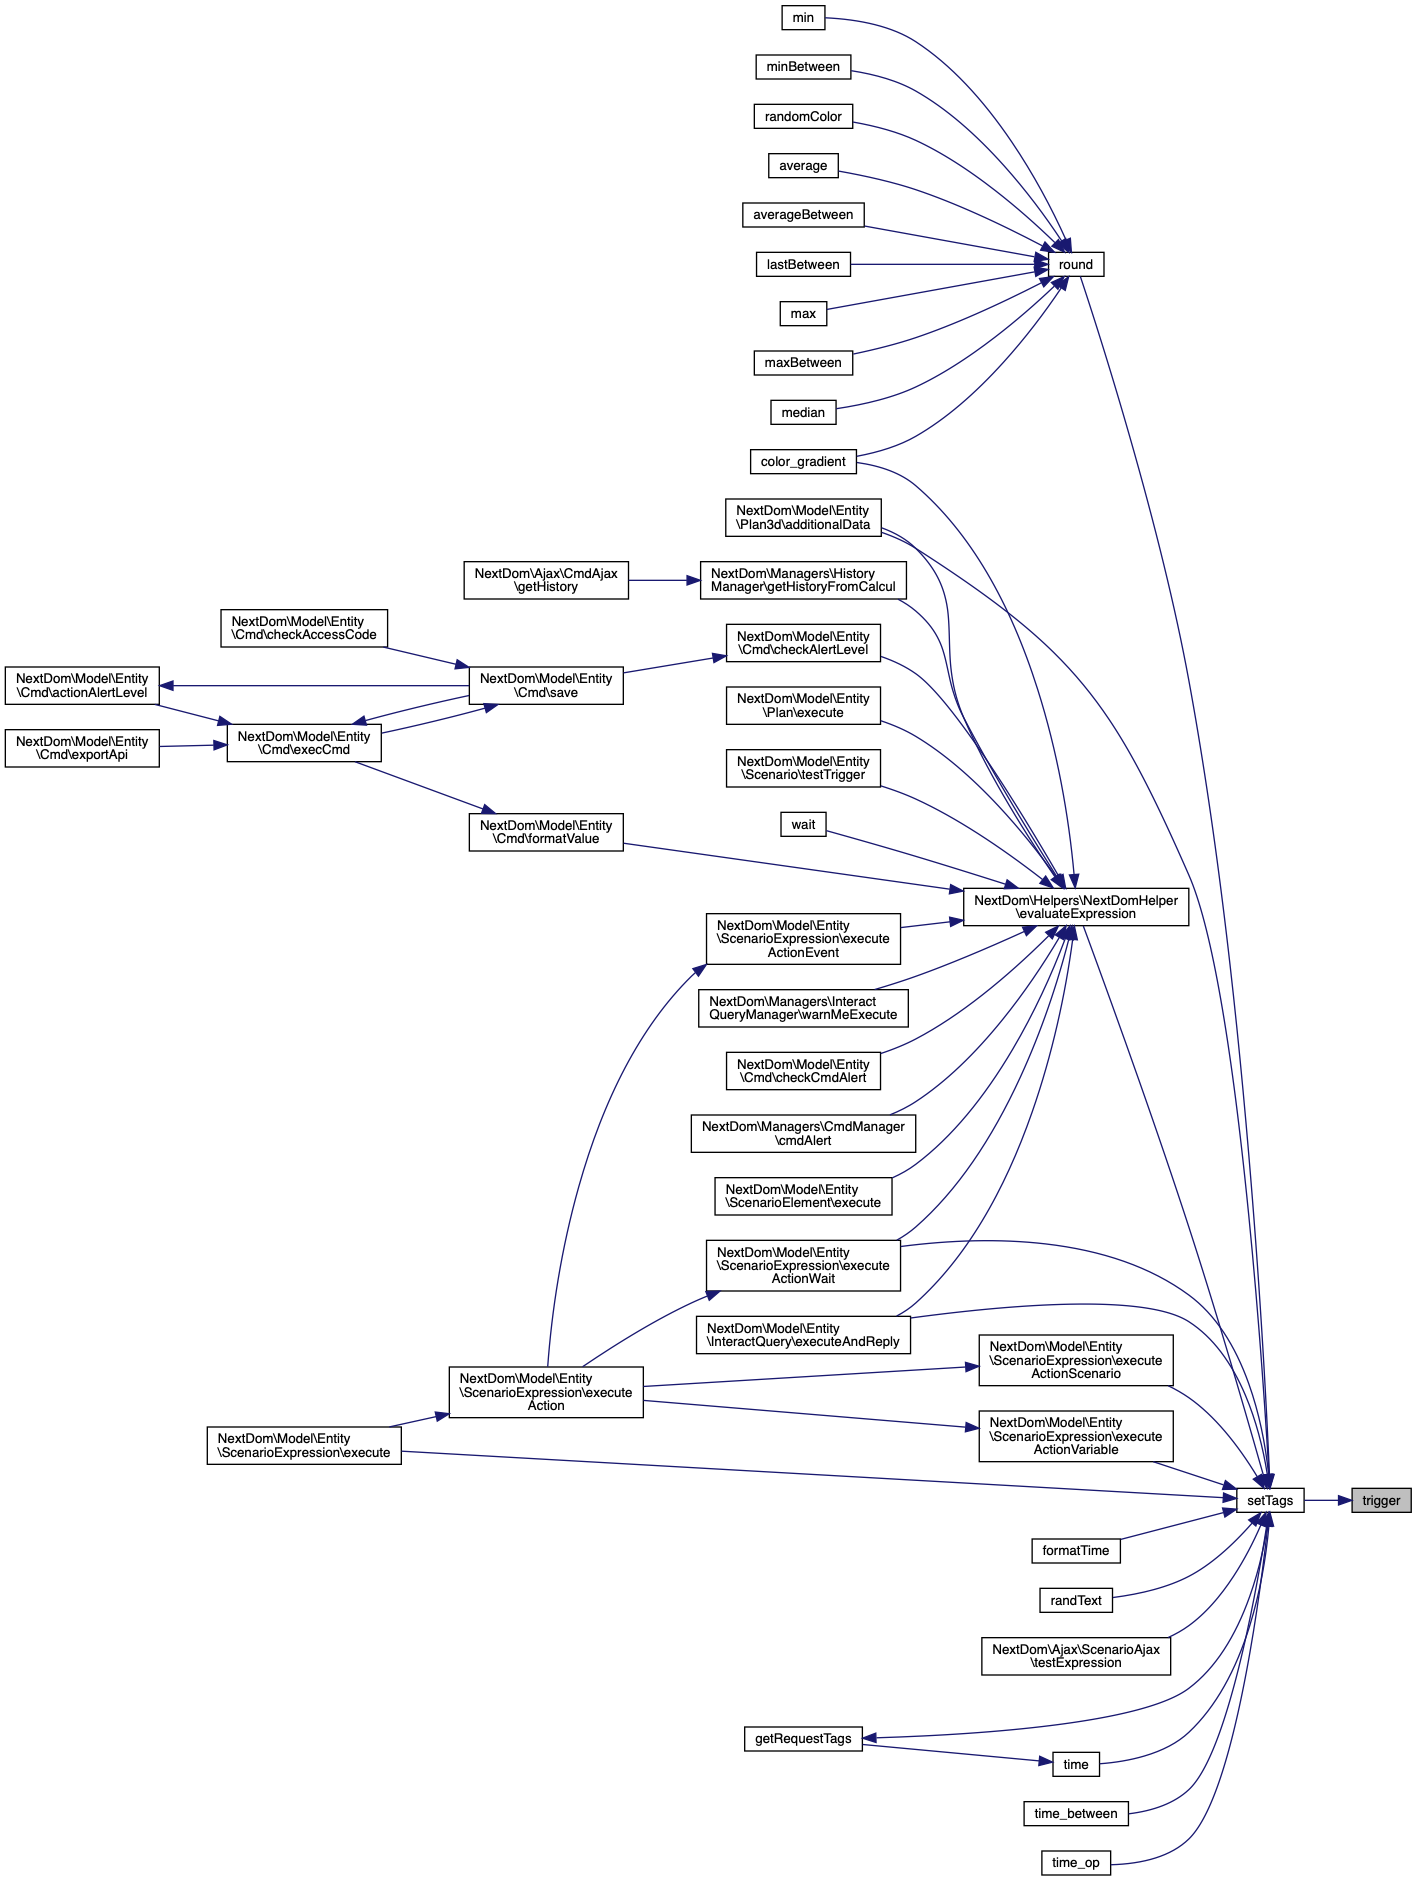 min
minBetween
randomColor
average
averageBetween
lastBetween
round
max
maxBetween
median
color_gradient
NextDom\Model\Entity
\Plan3d\additionalData
NextDom\Ajax\CmdAjax
\getHistory
NextDom\Managers\History
Manager\getHistoryFromCalcul
NextDom\Model\Entity
\Cmd\checkAccessCode
NextDom\Model\Entity
\Cmd\checkAlertLevel
NextDom\Model\Entity
\Cmd\actionAlertLevel
NextDom\Model\Entity
\Cmd\save
NextDom\Model\Entity
\Plan\execute
NextDom\Model\Entity
\Cmd\exportApi
NextDom\Model\Entity
\Cmd\execCmd
NextDom\Model\Entity
\Scenario\testTrigger
NextDom\Model\Entity
\Cmd\formatValue
wait
NextDom\Helpers\NextDomHelper
\evaluateExpression
NextDom\Model\Entity
\ScenarioExpression\execute
ActionEvent
NextDom\Managers\Interact
QueryManager\warnMeExecute
NextDom\Model\Entity
\Cmd\checkCmdAlert
NextDom\Managers\CmdManager
\cmdAlert
NextDom\Model\Entity
\ScenarioElement\execute
NextDom\Model\Entity
\ScenarioExpression\execute
ActionWait
NextDom\Model\Entity
\InteractQuery\executeAndReply
NextDom\Model\Entity
\ScenarioExpression\execute
ActionScenario
NextDom\Model\Entity
\ScenarioExpression\execute
Action
NextDom\Model\Entity
\ScenarioExpression\execute
NextDom\Model\Entity
\ScenarioExpression\execute
ActionVariable
setTags
trigger
formatTime
randText
NextDom\Ajax\ScenarioAjax
\testExpression
getRequestTags
time
time_between
time_op